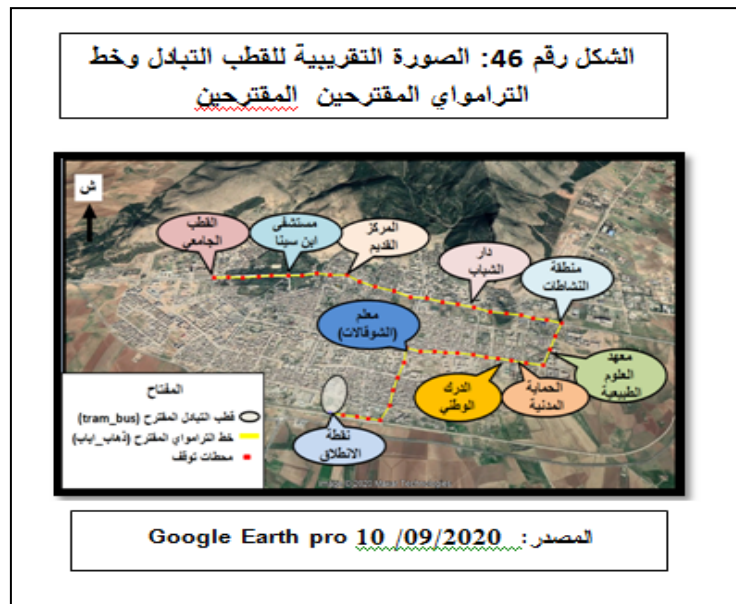 الشكل رقم 46: الصورة التقريبية للقطب التبادل وخط
الترامواي المقترحين المقترحين
ش
القطب
الجامعي
مستشفى
ابن سينا
المركز
القديم
دار
الشباب
منطقة
النشاطات
معلم
(الشوقالات)
معهد
العلوم
الطبيعية
الحماية
المدنية
الدرك
الوطني
نقطة
الانطلاق
المفتاح
قطب التبادل المقترح (tram_bus)
خط الترامواي المقترح (ذهاب_اياب)
محطات توقف
المصدر: Google Earth pro 10 /09/2020